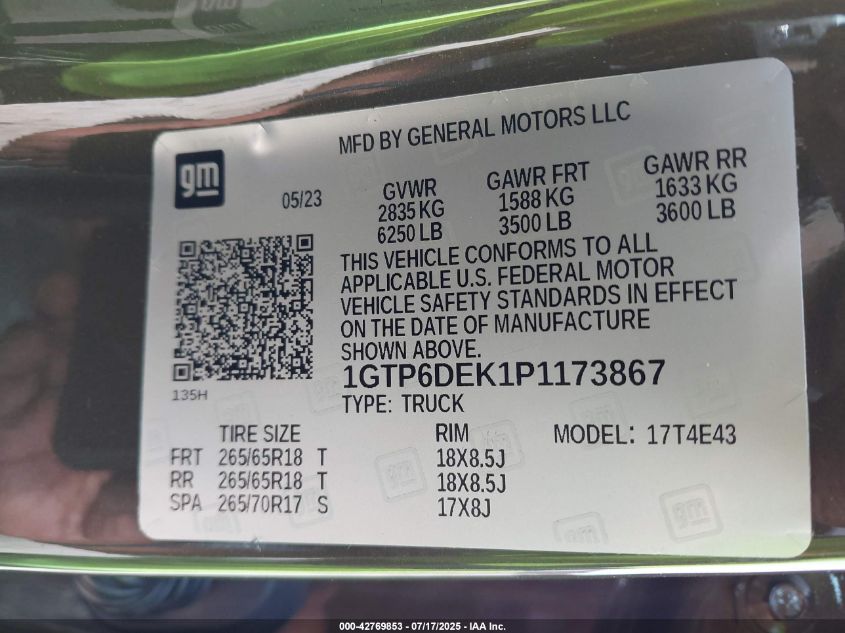 MFD BY GENERAL MOTORS LLC
gm
05/23
GVWR
2835 KG
6250 LB
GAWR FRT
1588 KG
3500 LB
GAWR RR
1633 KG
3600 LB
THIS VEHICLE CONFORMS TO ALL
APPLICABLE U.S. FEDERAL MOTOR
VEHICLE SAFETY STANDARDS IN EFFECT
ON THE DATE OF MANUFACTURE
SHOWN ABOVE.
1GTP6DEK1P1173867
135H
TYPE: TRUCK
TIRE SIZE RIM MODEL: 17T4E43
FRT 265/65R18 T 18X8.5J
RR 265/65R18 T 18X8.5J
SPA 265/70R17 S 17X8J
gm
000-42769853 - 07/17/2025 - IAA Inc.